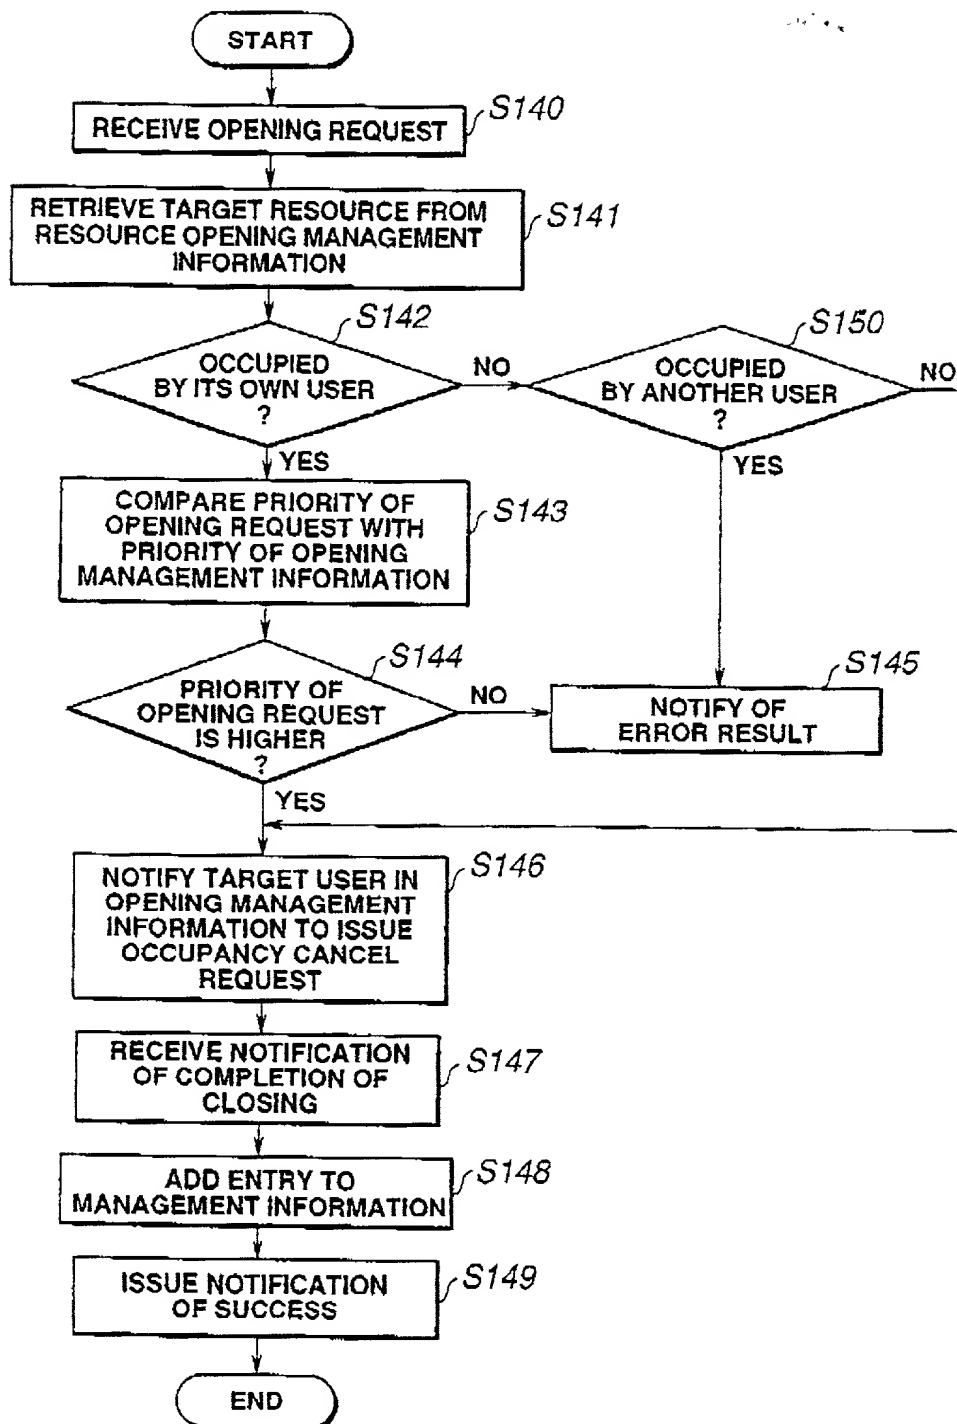 START
RECEIVE OPENING REQUEST
S140
RETRIEVE TARGET RESOURCE FROM
RESOURCE OPENING MANAGEMENT
INFORMATION
S141
OCCUPIED
BY ITS OWN USER
?
S142
NO
OCCUPIED
BY ANOTHER USER
?
S150
NO
YES
YES
COMPARE PRIORITY OF
OPENING REQUEST WITH
PRIORITY OF OPENING
MANAGEMENT INFORMATION
S143
PRIORITY OF
OPENING REQUEST
IS HIGHER
?
S144
NO
NOTIFY OF
ERROR RESULT
S145
YES
NOTIFY TARGET USER IN
OPENING MANAGEMENT
INFORMATION TO ISSUE
OCCUPANCY CANCEL
REQUEST
S146
RECEIVE NOTIFICATION
OF COMPLETION OF
CLOSING
S147
ADD ENTRY TO
MANAGEMENT INFORMATION
S148
ISSUE NOTIFICATION
OF SUCCESS
S149
END